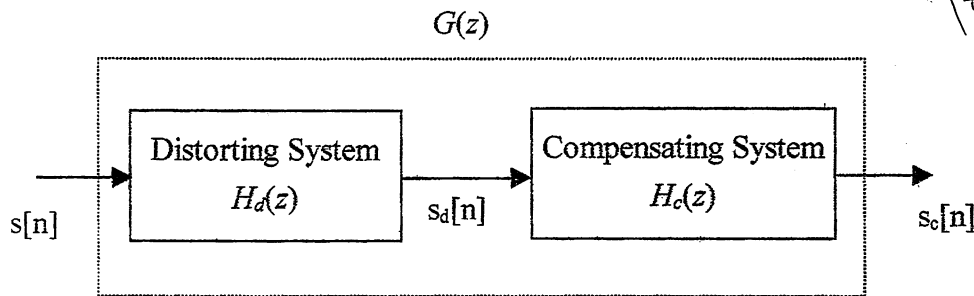 G(z)
Distorting System
H_d(z)
Compensating System
H_c(z)
s[n]
s_d[n]
s_c[n]